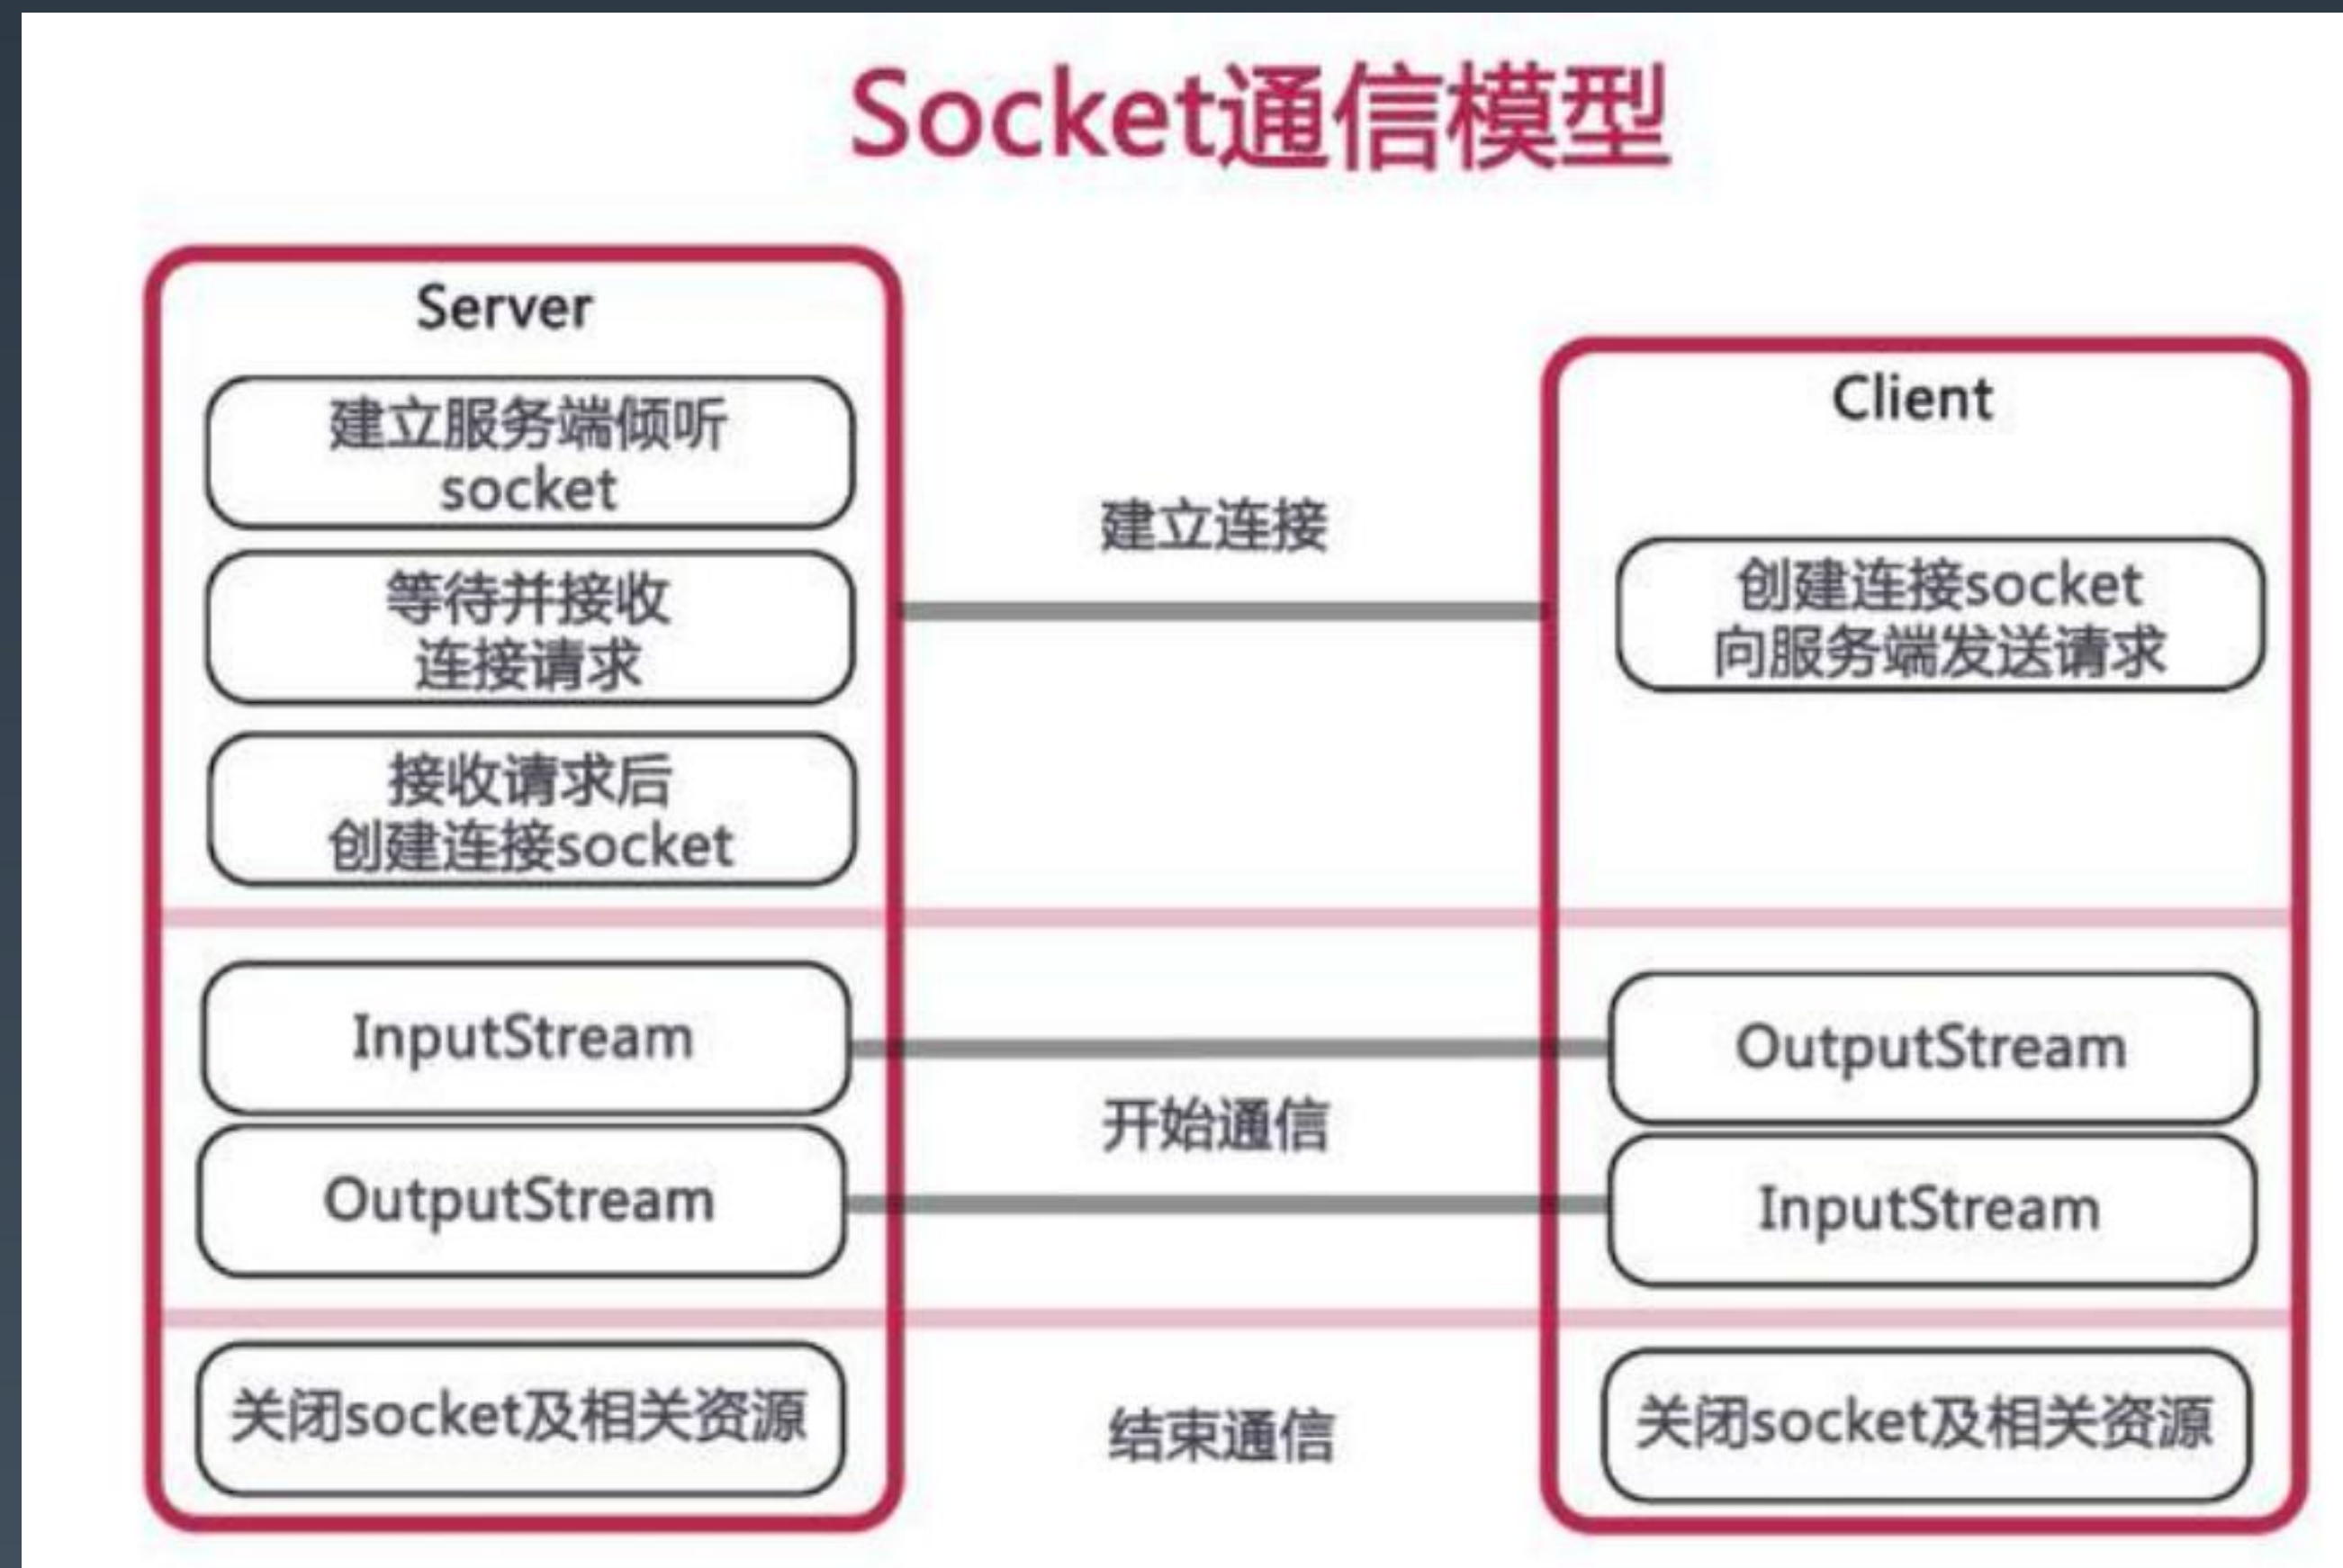 Socket通信模型
Server
建立服务端倾听
socket
等待并接收
连接请求
接收请求后
创建连接socket
建立连接
Client
创建连接socket
向服务端发送请求
InputStream
OutputStream
开始通信
OutputStream
InputStream
关闭socket及相关资源
结束通信
关闭socket及相关资源